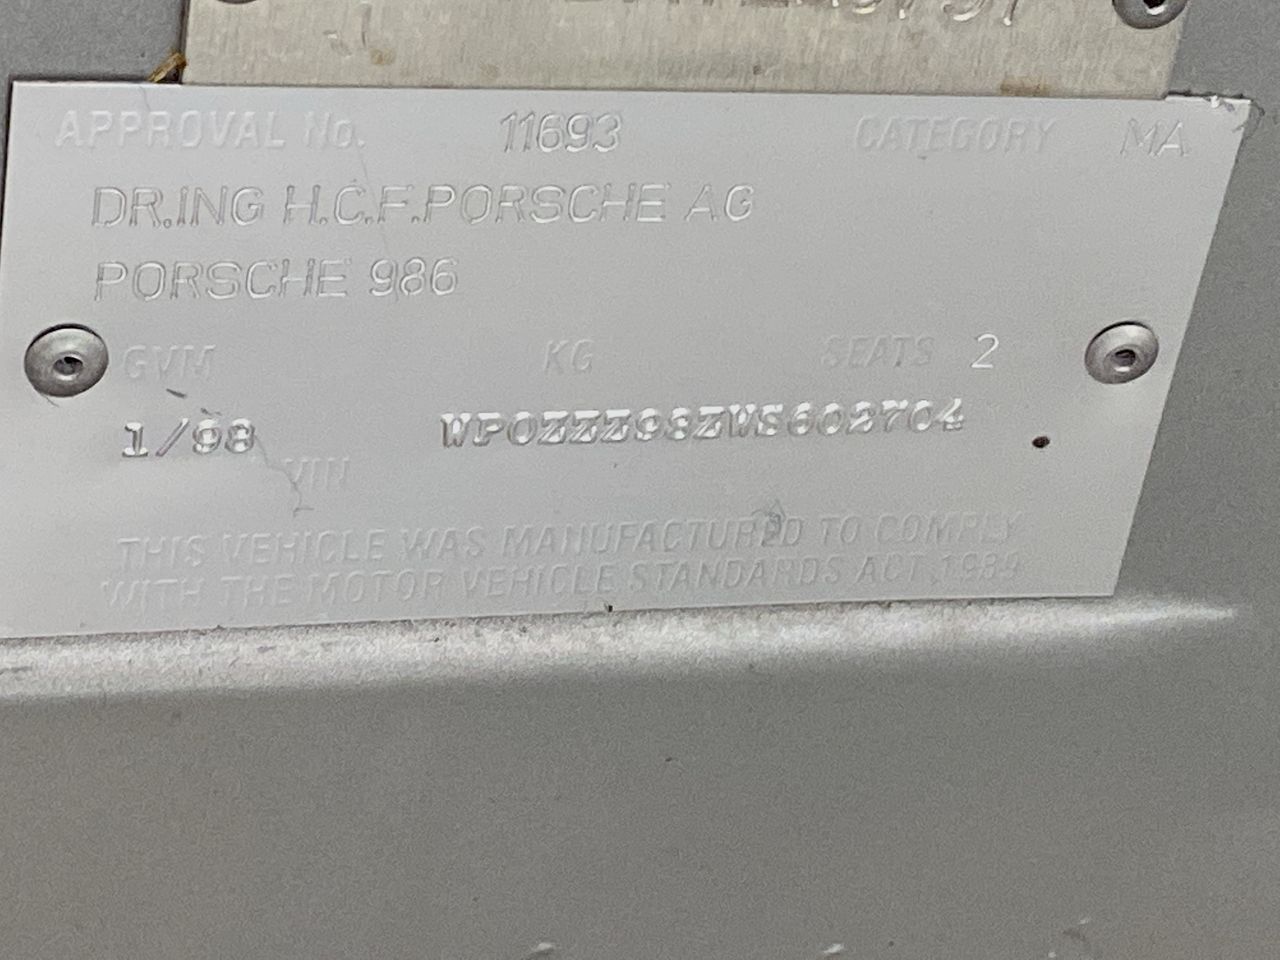 APPROVAL No. 11693 CATEGORY MA
DR.ING H.C.F.PORSCHE AG
PORSCHE 986
GVM KG SEATS 2
1/98 WP0ZZZ98ZWS602704
VIN
THIS VEHICLE WAS MANUFACTURED TO COMPLY
WITH THE MOTOR VEHICLE STANDARDS ACT 1989